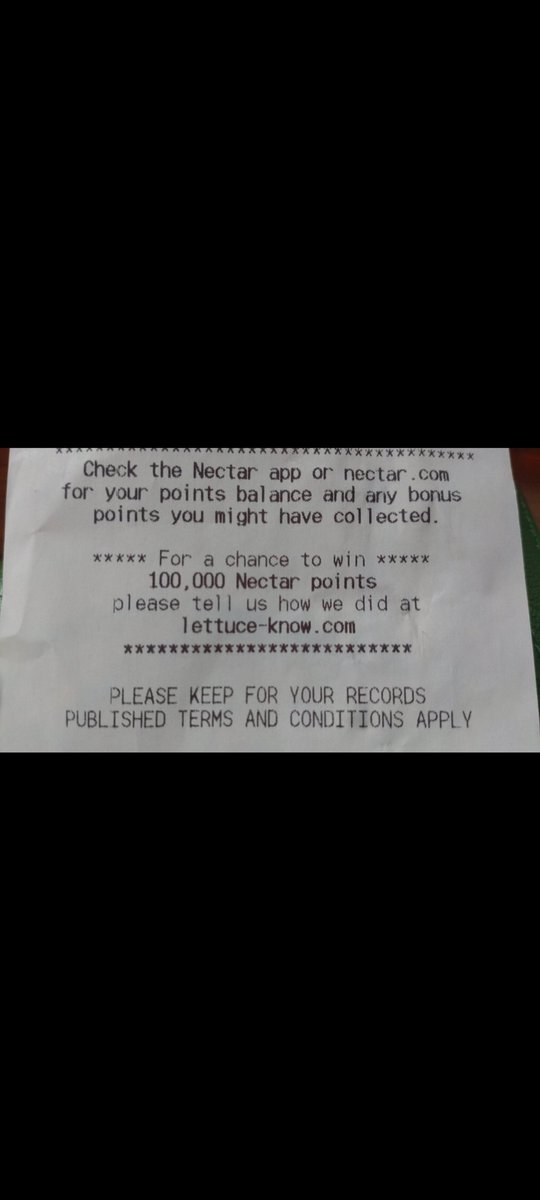 ****************************************
Check the Nectar app or nectar.com
for your points balance and any bonus
points you might have collected.
***** For a chance to win *****
100,000 Nectar points
please tell us how we did at
lettuce-know.com
**************************
PLEASE KEEP FOR YOUR RECORDS
PUBLISHED TERMS AND CONDITIONS APPLY